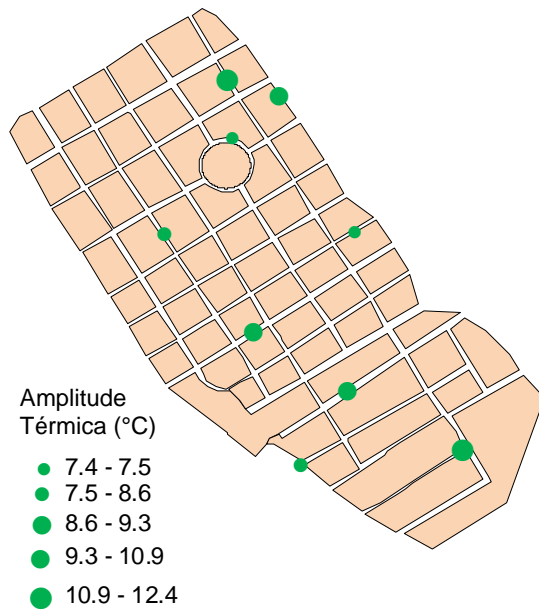 Amplitude
Térmica (°C)
7.4 - 7.5
7.5 - 8.6
8.6 - 9.3
9.3 - 10.9
10.9 - 12.4